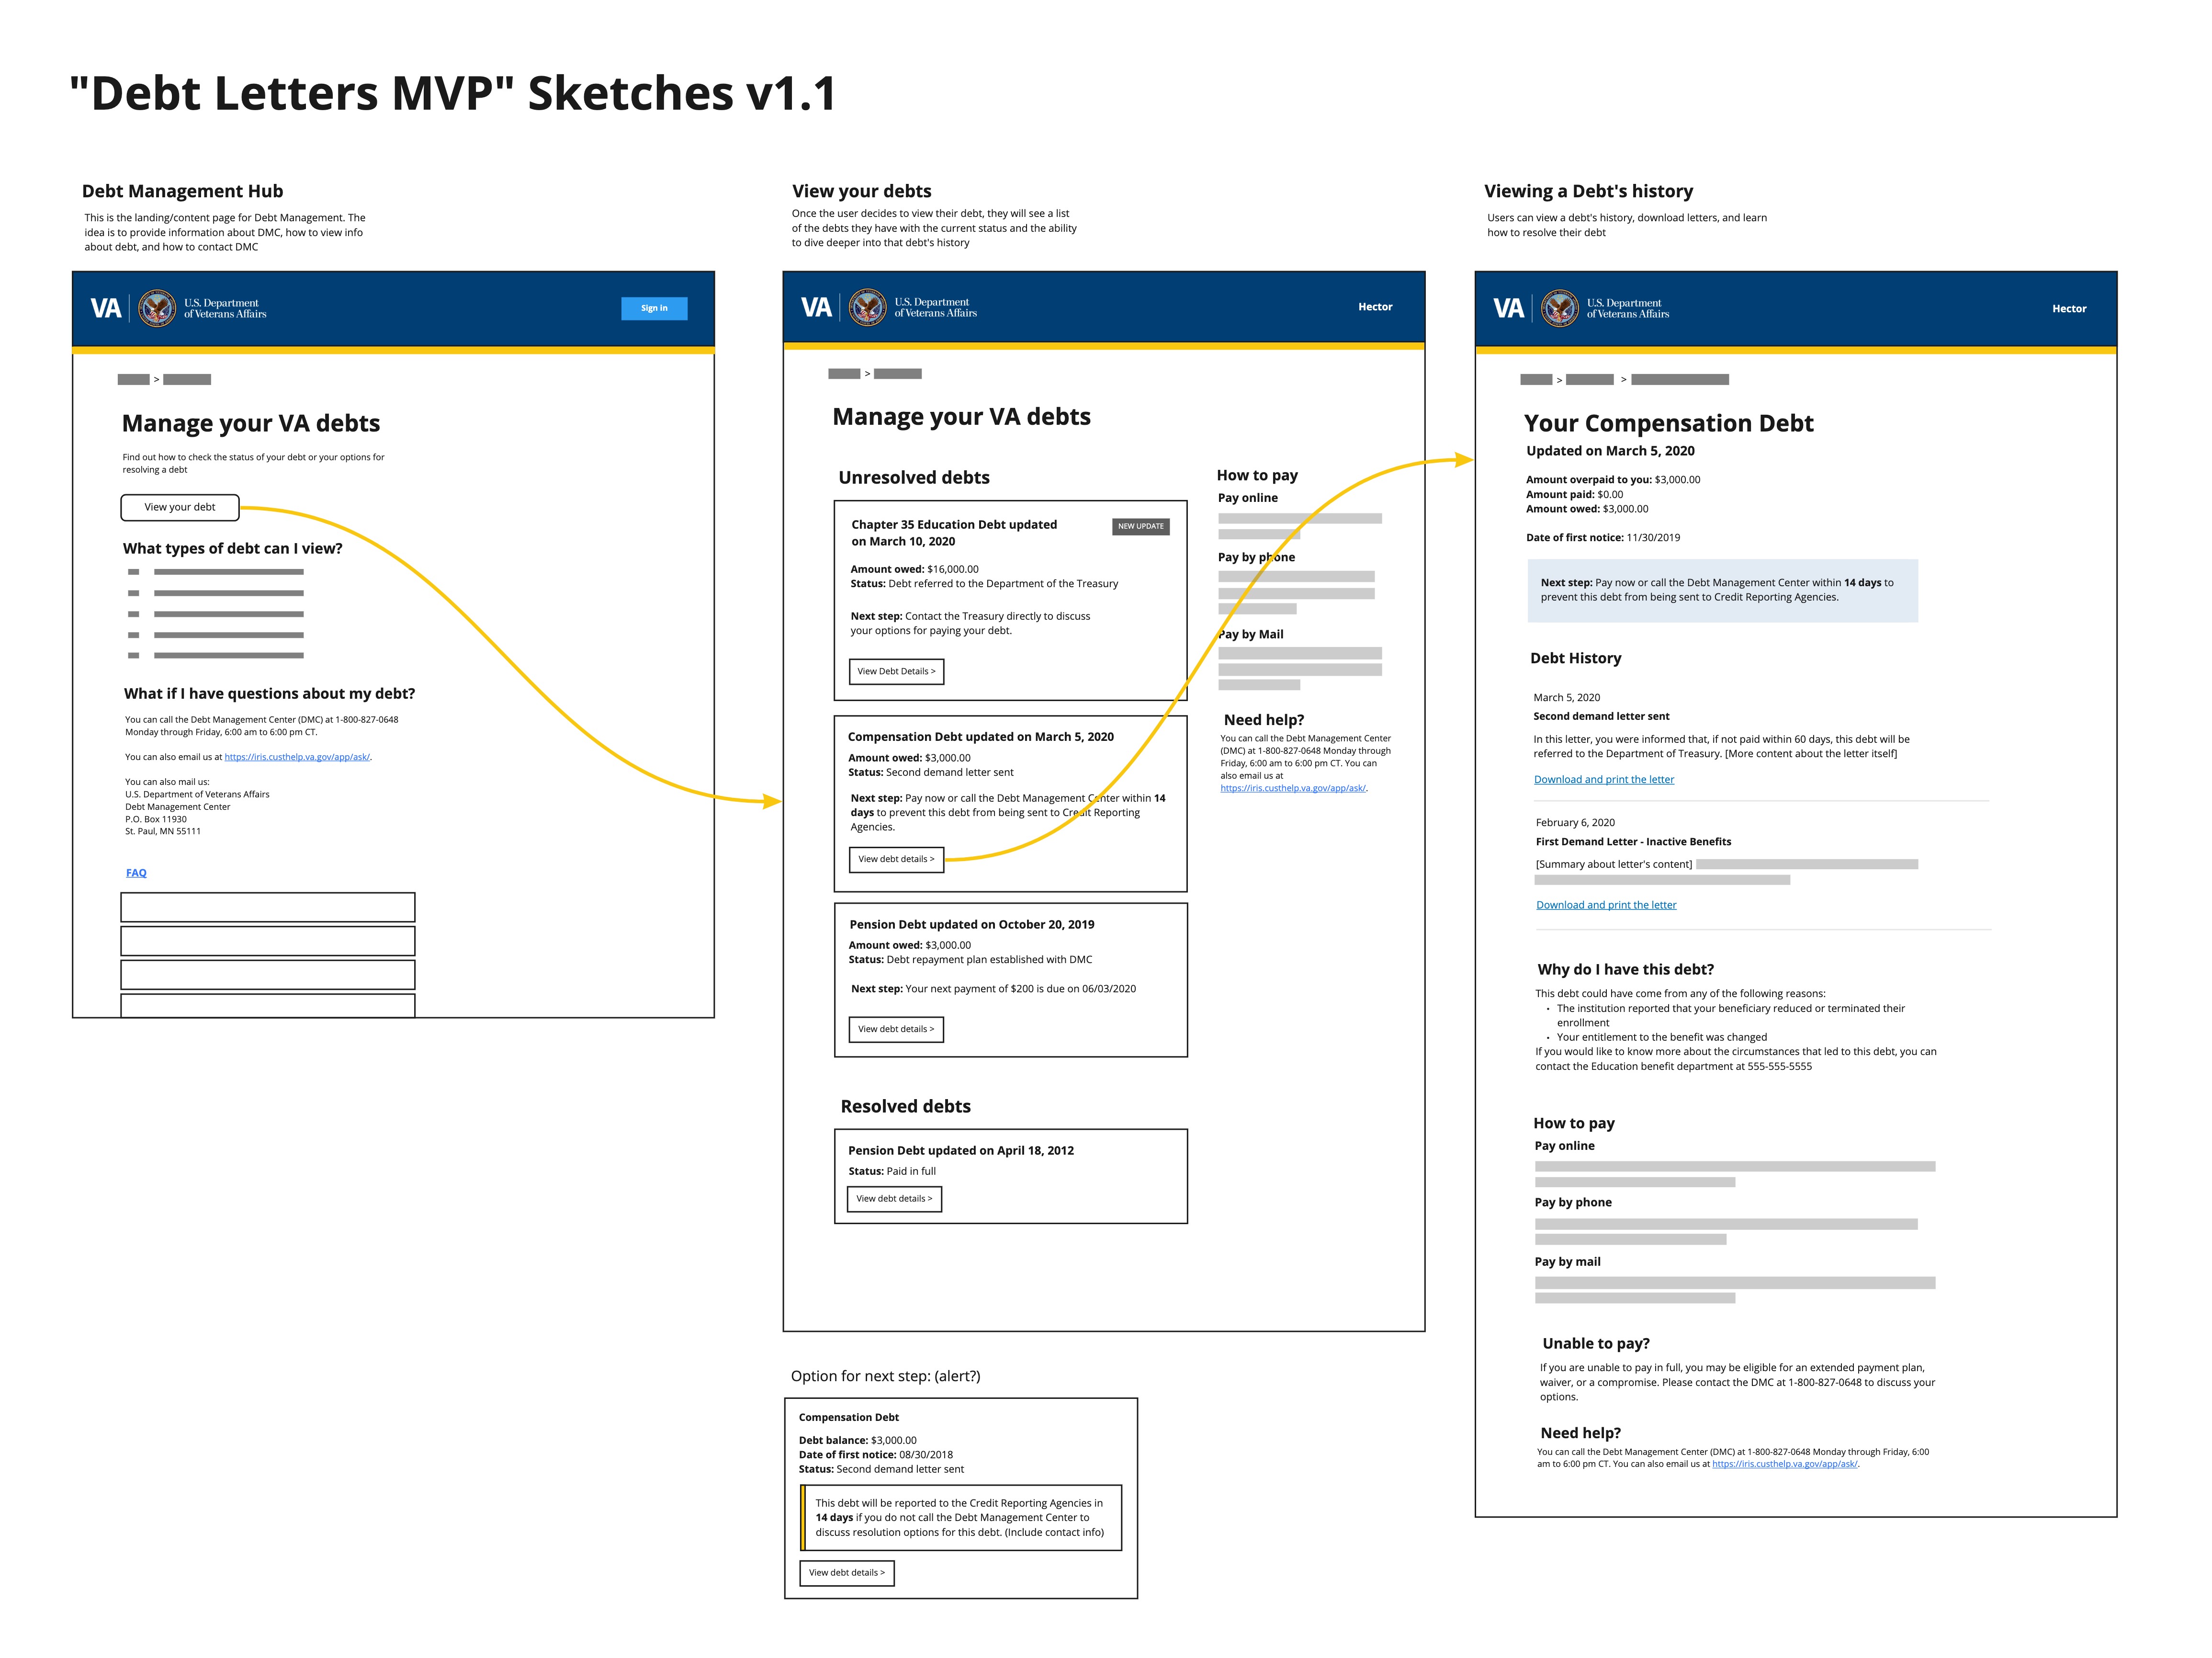 "Debt Letters MVP" Sketches v1.1
Debt Management Hub
This is the landing/content page for Debt Management. The
idea is to provide information about DMC, how to view info
about debt, and how to contact DMC
VA
U.S. Department
of Veterans Affairs
Sign in
>
Manage your VA debts
Find out how to check the status of your debt or your options for
resolving a debt
View your debt
What types of debt can I view?
What if I have questions about my debt?
You can call the Debt Management Center (DMC) at 1-800-827-0648
Monday through Friday, 6:00 am to 6:00 pm CT.
You can also email us at https://iris.custhelp.va.gov/app/ask/.
You can also mail us:
U.S. Department of Veterans Affairs
Debt Management Center
P.O. Box 11930
St. Paul, MN 55111
FAQ
View your debts
Once the user decides to view their debt, they will see a list
of the debts they have with the current status and the ability
to dive deeper into that debt's history
VA
U.S. Department
of Veterans Affairs
Hector
>
Manage your VA debts
Unresolved debts
Chapter 35 Education Debt updated
on March 10, 2020
NEW UPDATE
Amount owed: $16,000.00
Status: Debt referred to the Department of the Treasury
Next step: Contact the Treasury directly to discuss
your options for paying your debt.
View Debt Details >
Compensation Debt updated on March 5, 2020
Amount owed: $3,000.00
Status: Second demand letter sent
Next step: Pay now or call the Debt Management Center within 14
days to prevent this debt from being sent to Credit Reporting
Agencies.
View debt details >
Pension Debt updated on October 20, 2019
Amount owed: $3,000.00
Status: Debt repayment plan established with DMC
Next step: Your next payment of $200 is due on 06/03/2020
View debt details >
Resolved debts
Pension Debt updated on April 18, 2012
Status: Paid in full
View debt details >
How to pay
Pay online
Pay by phone
Pay by Mail
Need help?
You can call the Debt Management Center
(DMC) at 1-800-827-0648 Monday through
Friday, 6:00 am to 6:00 pm CT. You can
also email us at
https://iris.custhelp.va.gov/app/ask/.
Option for next step: (alert?)
Compensation Debt
Debt balance: $3,000.00
Date of first notice: 08/30/2018
Status: Second demand letter sent
This debt will be reported to the Credit Reporting Agencies in
14 days if you do not call the Debt Management Center to
discuss resolution options for this debt. (Include contact info)
View debt details >
Viewing a Debt's history
Users can view a debt's history, download letters, and learn
how to resolve their debt
VA
U.S. Department
of Veterans Affairs
Hector
> >
Your Compensation Debt
Updated on March 5, 2020
Amount overpaid to you: $3,000.00
Amount paid: $0.00
Amount owed: $3,000.00
Date of first notice: 11/30/2019
Next step: Pay now or call the Debt Management Center within 14 days to
prevent this debt from being sent to Credit Reporting Agencies.
Debt History
March 5, 2020
Second demand letter sent
In this letter, you were informed that, if not paid within 60 days, this debt will be
referred to the Department of Treasury. [More content about the letter itself]
Download and print the letter
February 6, 2020
First Demand Letter - Inactive Benefits
[Summary about letter's content]
Download and print the letter
Why do I have this debt?
This debt could have come from any of the following reasons:
• The institution reported that your beneficiary reduced or terminated their
enrollment
• Your entitlement to the benefit was changed
If you would like to know more about the circumstances that led to this debt, you can
contact the Education benefit department at 555-555-5555
How to pay
Pay online
Pay by phone
Pay by mail
Unable to pay?
If you are unable to pay in full, you may be eligible for an extended payment plan,
waiver, or a compromise. Please contact the DMC at 1-800-827-0648 to discuss your
options.
Need help?
You can call the Debt Management Center (DMC) at 1-800-827-0648 Monday through Friday, 6:00
am to 6:00 pm CT. You can also email us at https://iris.custhelp.va.gov/app/ask/.